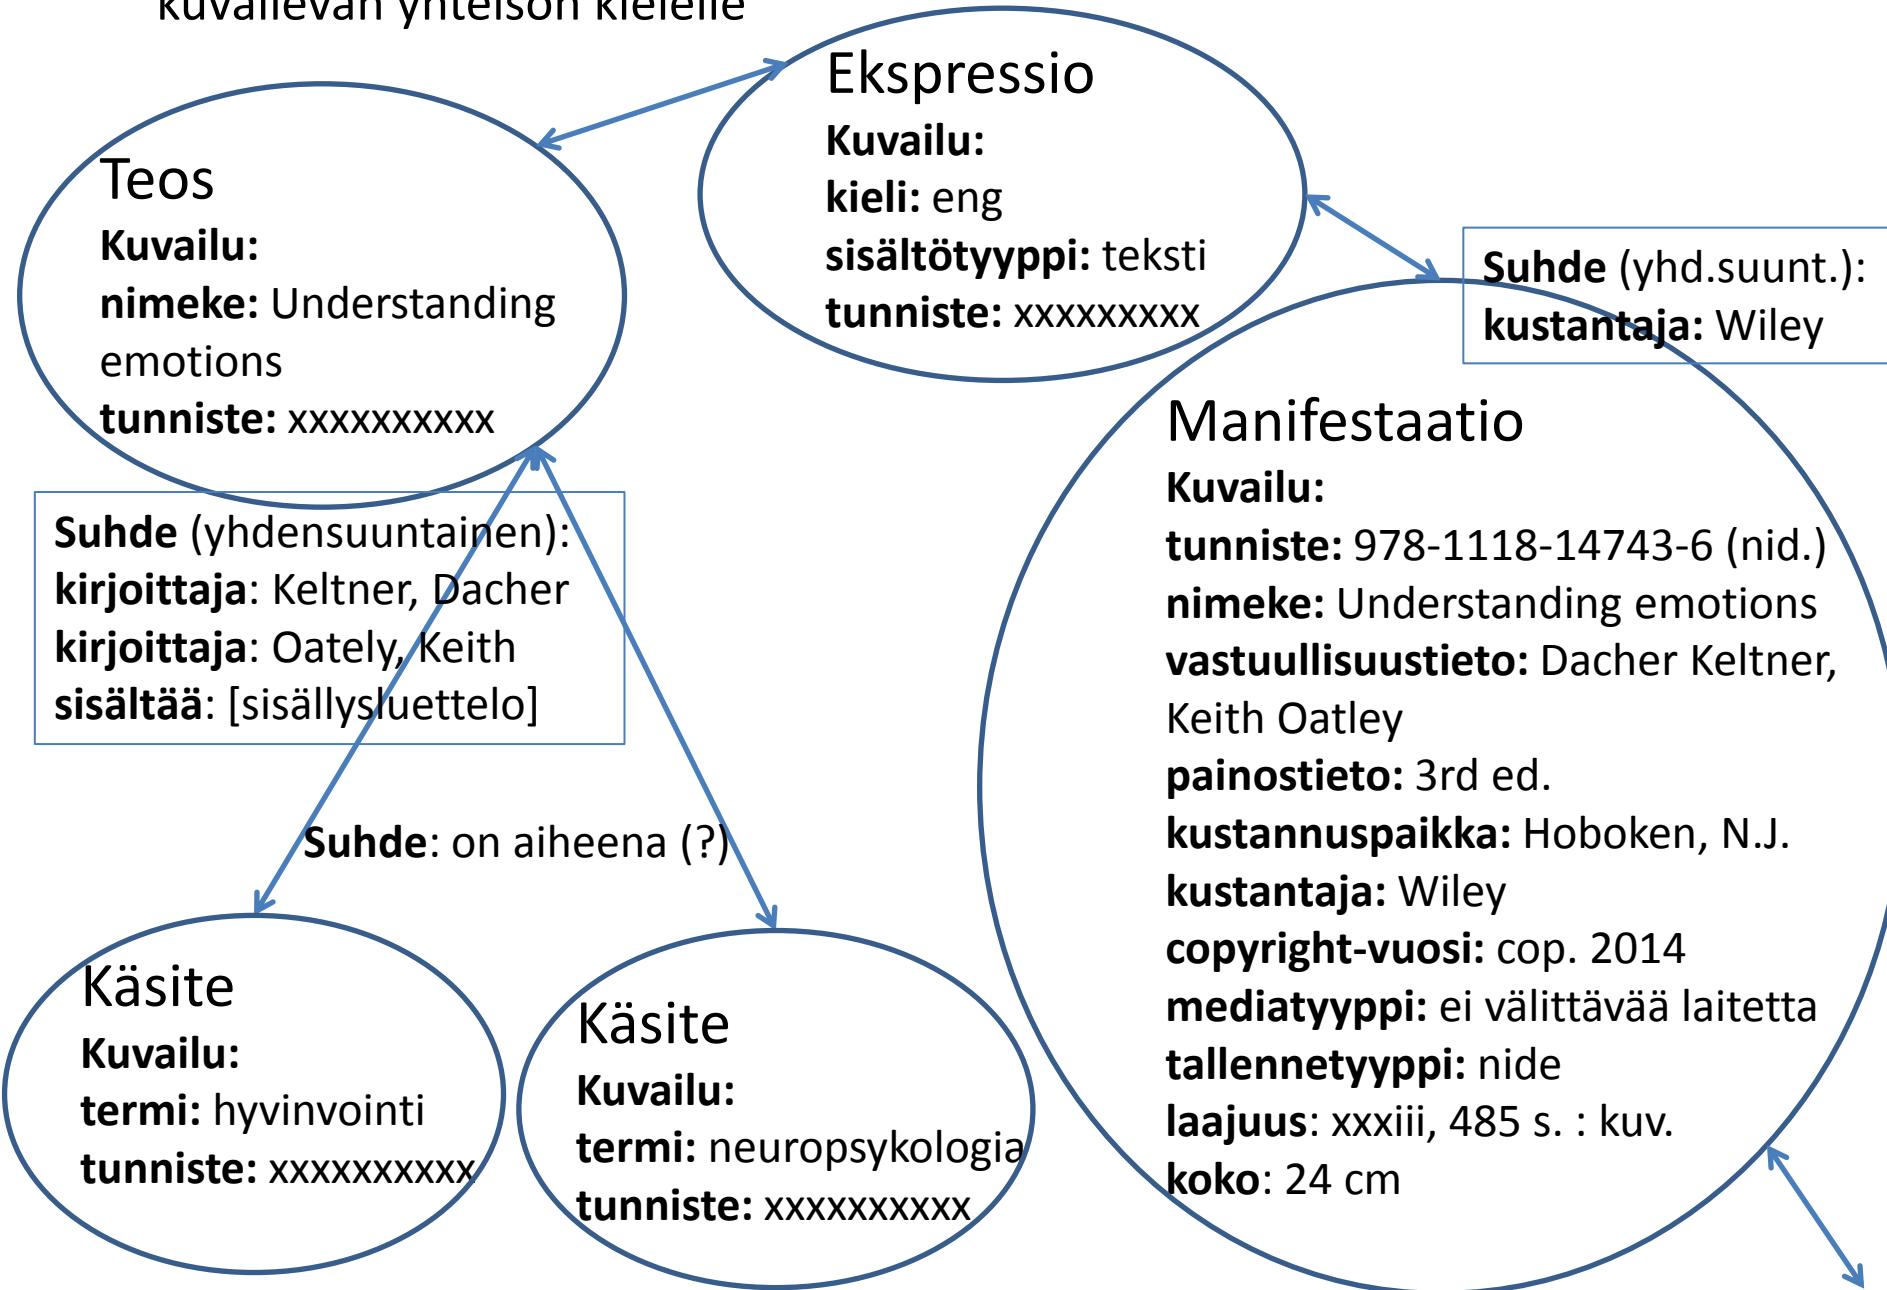 kuvailevan yhteisön kielelle
Ekspressio
Kuvailu:
kieli: eng
sisältötyyppi: teksti
tunniste: xxxxxxxxx
Teos
Kuvailu:
nimeke: Understanding
emotions
tunniste: xxxxxxxxxx
Suhde (yhd.suunt.):
kustantaja: Wiley
Suhde (yhdensuuntainen):
kirjoittaja: Keltner, Dacher
kirjoittaja: Oately, Keith
sisältää: [sisällysluettelo]
Suhde: on aiheena (?)
Manifestaatio
Kuvailu:
tunniste: 978-1118-14743-6 (nid.)
nimeke: Understanding emotions
vastuullisuustieto: Dacher Keltner,
Keith Oatley
painostieto: 3rd ed.
kustannuspaikka: Hoboken, N.J.
kustantaja: Wiley
copyright-vuosi: cop. 2014
mediatyyppi: ei välittävää laitetta
tallennetyyppi: nide
laajuus: xxxiii, 485 s. : kuv.
koko: 24 cm
Käsite
Kuvailu:
termi: hyvinvointi
tunniste: xxxxxxxxxx
Käsite
Kuvailu:
termi: neuropsykologia
tunniste: xxxxxxxxxx